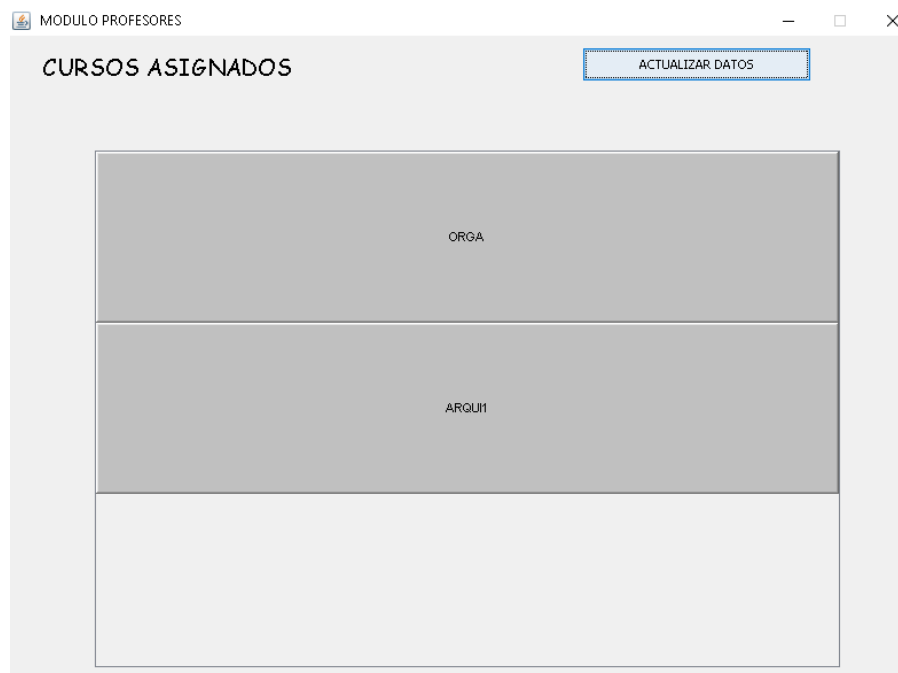 MODULO PROFESORES
CURSOS ASIGNADOS
ACTUALIZAR DATOS
ORGA
ARQUI1